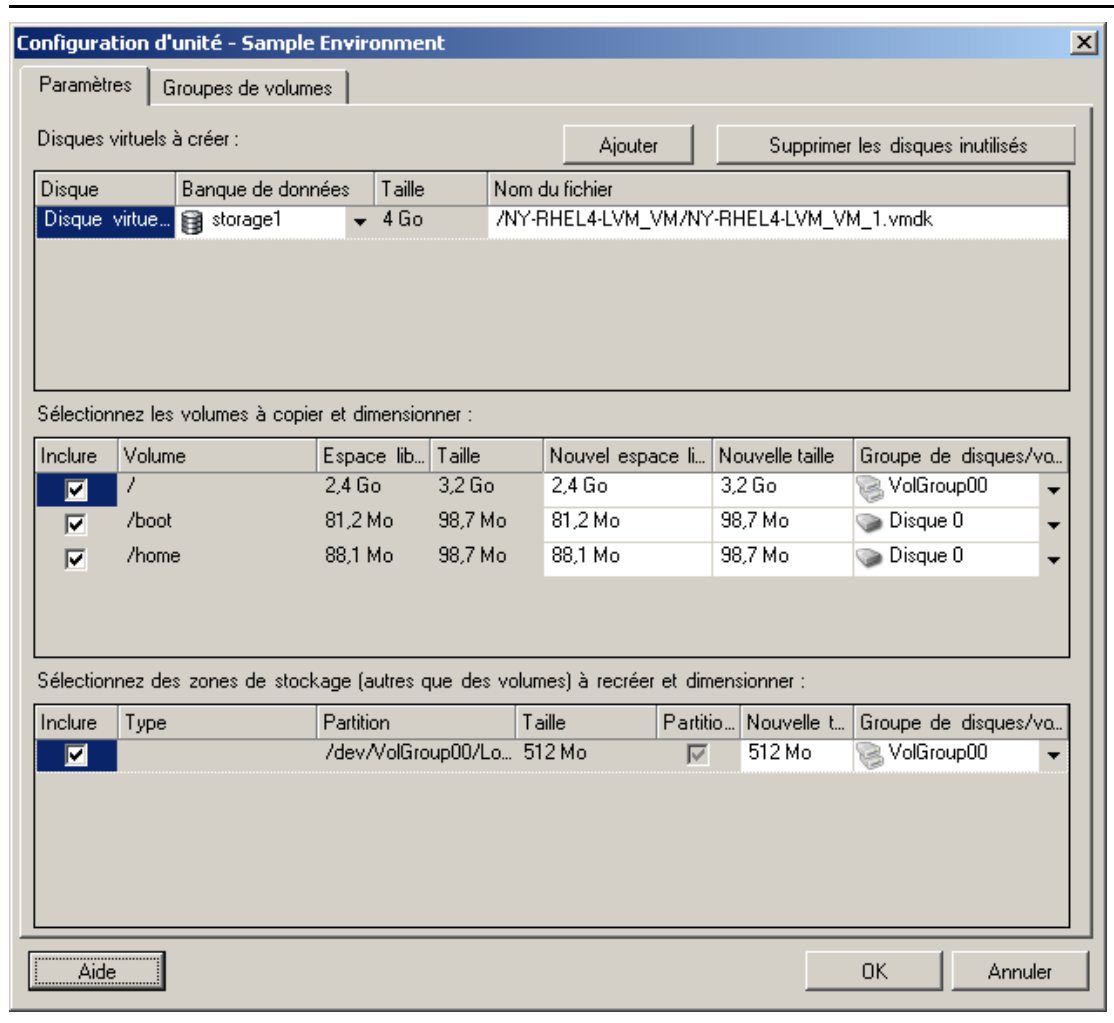 Configuration d'unité - Sample Environment
Paramètres Groupes de volumes
Disques virtuels à créer : Ajouter Supprimer les disques inutilisés
Disque Banque de données Taille Nom du fichier
Disque virtue... storage1 4 Go /NY-RHEL4-LVM_VM/NY-RHEL4-LVM_VM_1.vmdk
Sélectionnez les volumes à copier et dimensionner :
Inclure Volume Espace lib... Taille Nouvel espace li... Nouvelle taille Groupe de disques/vo...
/ 2,4 Go 3,2 Go 2,4 Go 3,2 Go VolGroup00
/boot 81,2 Mo 98,7 Mo 81,2 Mo 98,7 Mo Disque 0
/home 88,1 Mo 98,7 Mo 88,1 Mo 98,7 Mo Disque 0
Sélectionnez des zones de stockage (autres que des volumes) à recréer et dimensionner :
Inclure Type Partition Taille Partitio... Nouvelle t... Groupe de disques/vo...
/dev/VolGroup00/Lo... 512 Mo 512 Mo VolGroup00
Aide OK Annuler